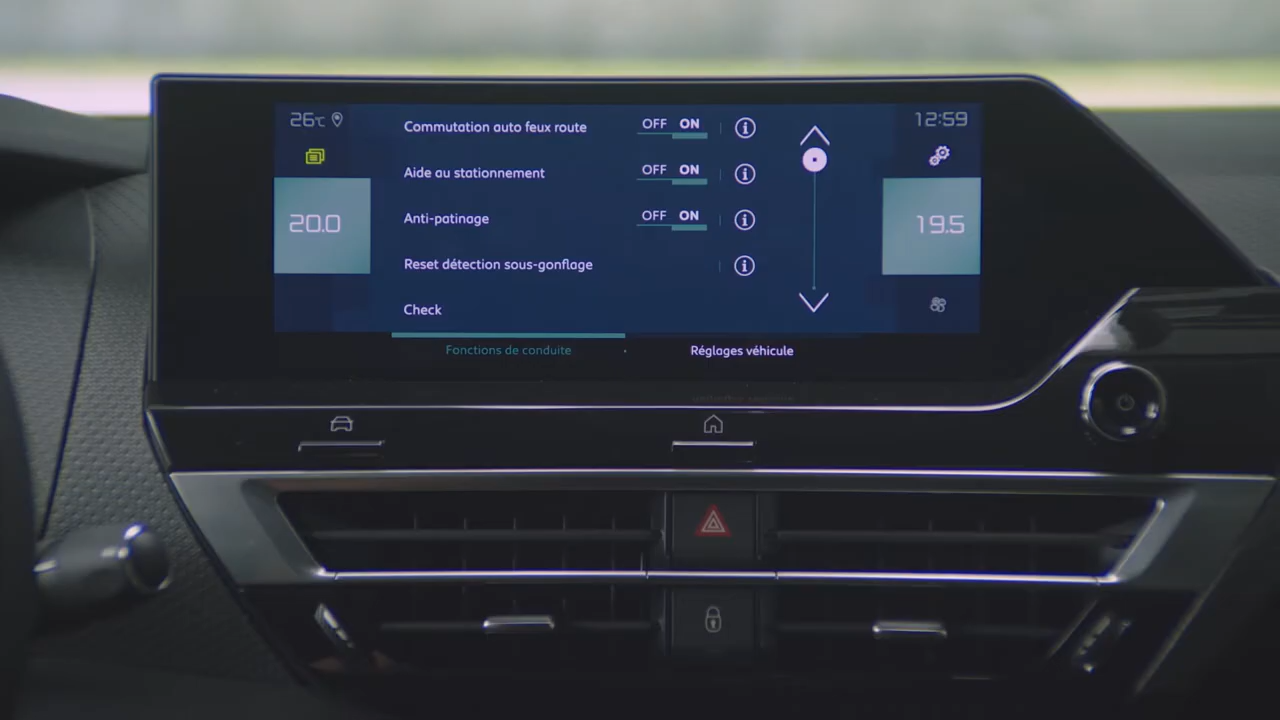 26°C
12:59
Commutation auto feux route OFF ON
Aide au stationnement OFF ON
20.0
Anti-patinage OFF ON
19.5
Reset détection sous-gonflage
Check
Fonctions de conduite
Réglages véhicule